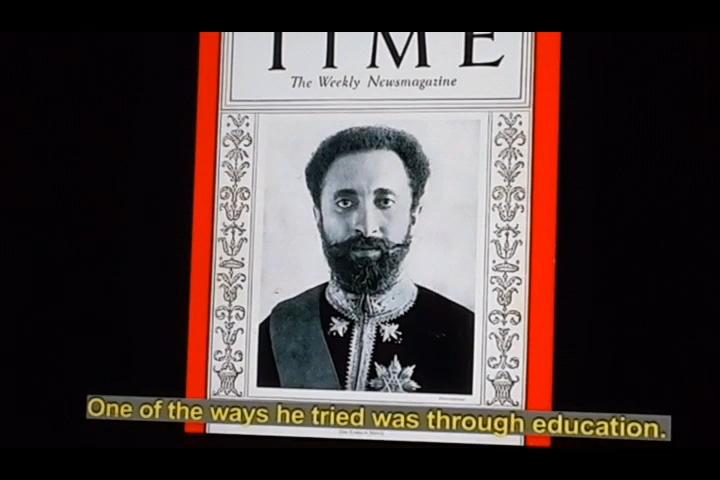 TIME
The Weekly Newsmagazine
One of the ways he tried was through education.